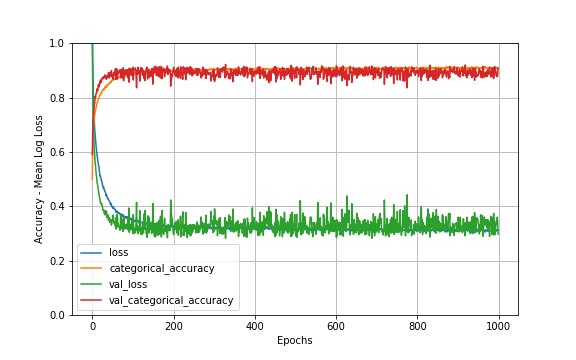 1.0
0.8
0.6
0.4
0.2
0.0
Accuracy - Mean Log Loss
loss
categorical_accuracy
val_loss
val_categorical_accuracy
0 200 400 600 800 1000
Epochs